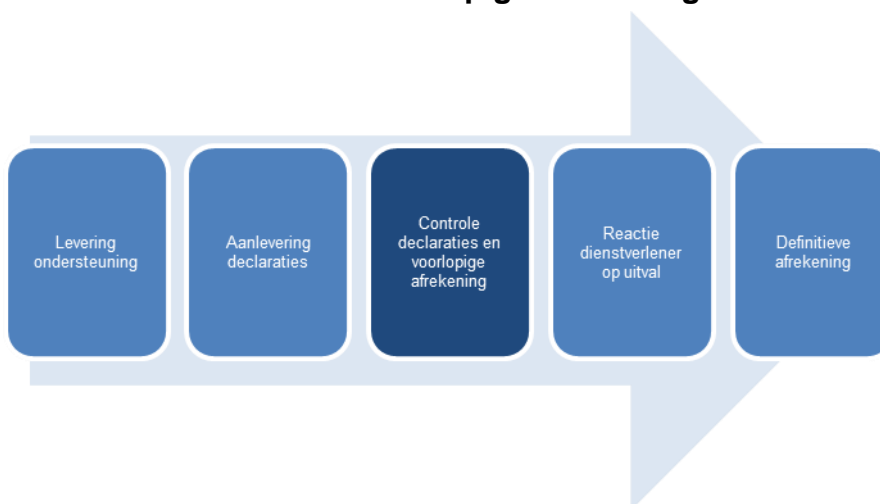 Levering
ondersteuning
Aanlevering
declaraties
Controle
declaraties en
voorlopige
afrekening
Reactie
dienstverlener
op uitval
Definitieve
afrekening